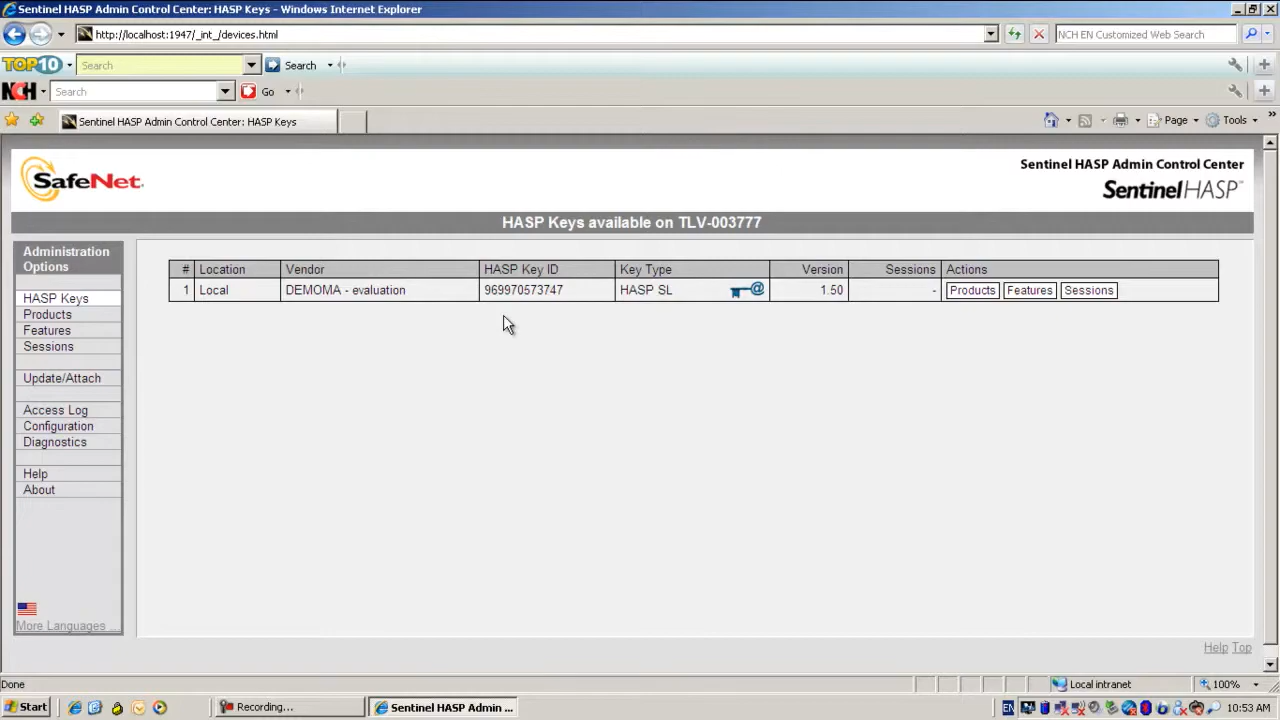 Sentinel HASP Admin Control Center: HASP Keys - Windows Internet Explorer
http://localhost:1947/_int_/devices.html
NCH EN Customized Web Search
TOP10 Search Search
NCH Search Go
Sentinel HASP Admin Control Center: HASP Keys
Page Tools
SafeNet.
Sentinel HASP Admin Control Center
Sentinel HASP™
HASP Keys available on TLV-003777
Administration
Options
HASP Keys
Products
Features
Sessions
Update/Attach
Access Log
Configuration
Diagnostics
Help
About
More Languages ...
# Location Vendor HASP Key ID Key Type Version Sessions Actions
1 Local DEMOMA - evaluation 969970573747 HASP SL 1.50 - Products Features Sessions
Help Top
Done Local intranet 100%
Start Recording... Sentinel HASP Admin ... EN 10:53 AM